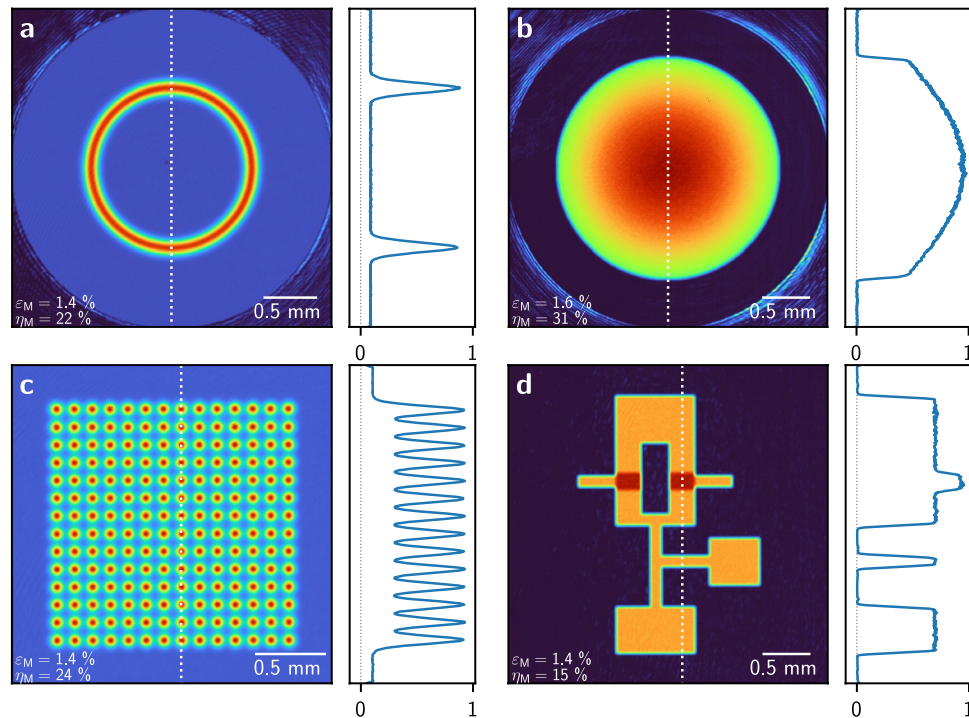 a
ε_M = 1.4 %
η_M = 22 %
0.5 mm
b
ε_M = 1.6 %
η_M = 31 %
0.5 mm
0 1
0 1
c
ε_M = 1.4 %
η_M = 24 %
0.5 mm
d
ε_M = 1.4 %
η_M = 15 %
0.5 mm
0 1
0 1